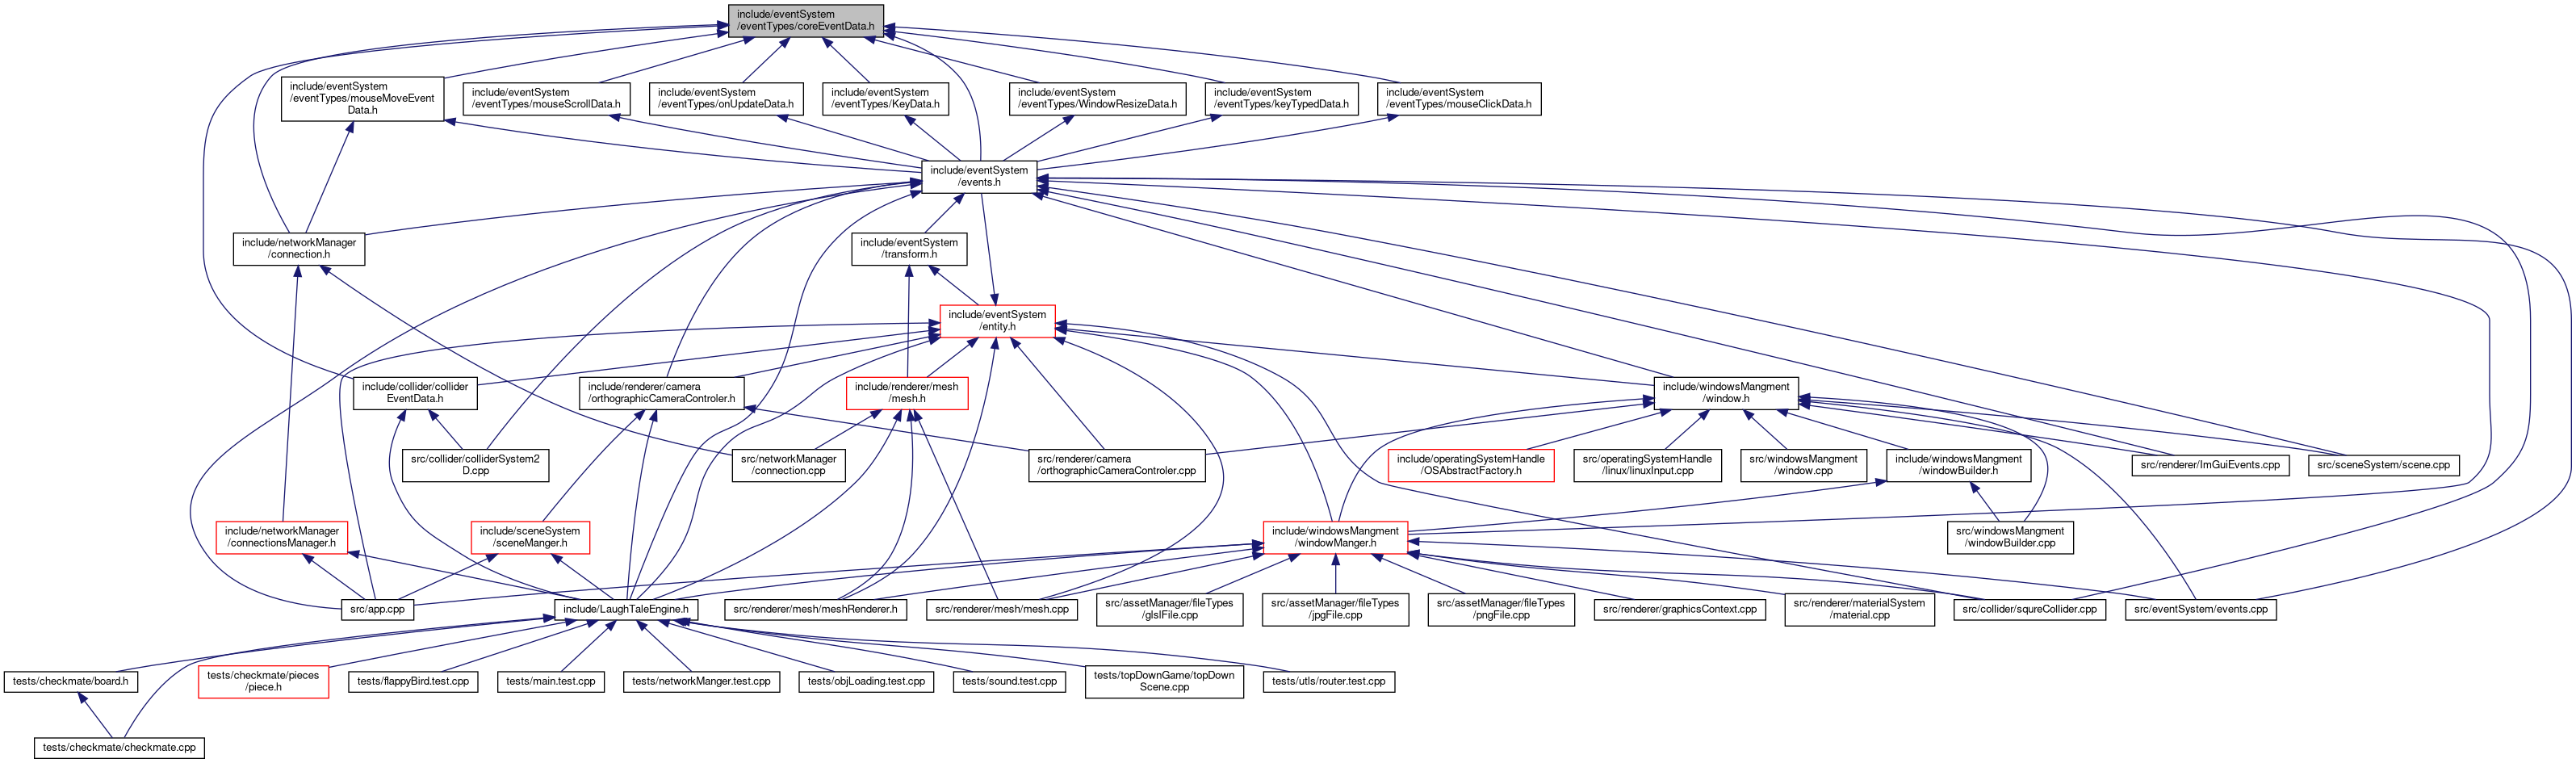 include/eventSystem
/eventTypes/coreEventData.h
include/eventSystem
/eventTypes/mouseMoveEvent
Data.h
include/eventSystem
/eventTypes/mouseScrollData.h
include/eventSystem
/eventTypes/onUpdateData.h
include/eventSystem
/eventTypes/KeyData.h
include/eventSystem
/eventTypes/WindowResizeData.h
include/eventSystem
/eventTypes/keyTypedData.h
include/eventSystem
/eventTypes/mouseClickData.h
include/eventSystem
/events.h
include/networkManager
/connection.h
include/eventSystem
/transform.h
include/eventSystem
/entity.h
include/collider/collider
EventData.h
include/renderer/camera
/orthographicCameraControler.h
include/renderer/mesh
/mesh.h
include/windowsMangment
/window.h
src/collider/colliderSystem2
D.cpp
src/networkManager
/connection.cpp
src/renderer/camera
/orthographicCameraControler.cpp
include/operatingSystemHandle
/OSAbstractFactory.h
src/operatingSystemHandle
/linux/linuxInput.cpp
src/windowsMangment
/window.cpp
include/windowsMangment
/windowBuilder.h
src/renderer/ImGuiEvents.cpp
src/sceneSystem/scene.cpp
include/networkManager
/connectionsManager.h
include/sceneSystem
/sceneManger.h
include/windowsMangment
/windowManger.h
src/windowsMangment
/windowBuilder.cpp
src/app.cpp
include/LaughTaleEngine.h
src/renderer/mesh/meshRenderer.h
src/renderer/mesh/mesh.cpp
src/assetManager/fileTypes
/glslFile.cpp
src/assetManager/fileTypes
/jpgFile.cpp
src/assetManager/fileTypes
/pngFile.cpp
src/renderer/graphicsContext.cpp
src/renderer/materialSystem
/material.cpp
src/collider/squreCollider.cpp
src/eventSystem/events.cpp
tests/checkmate/board.h
tests/checkmate/pieces
/piece.h
tests/flappyBird.test.cpp
tests/main.test.cpp
tests/networkManger.test.cpp
tests/objLoading.test.cpp
tests/sound.test.cpp
tests/topDownGame/topDown
Scene.cpp
tests/utls/router.test.cpp
tests/checkmate/checkmate.cpp